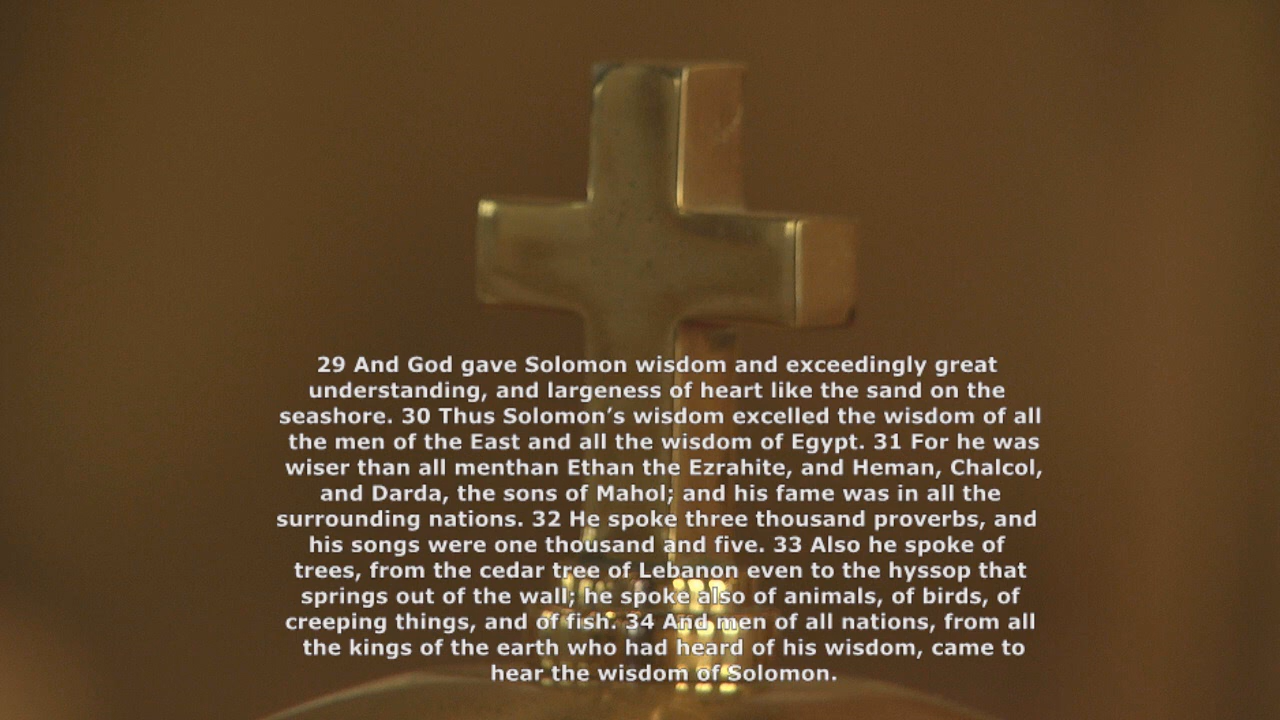 29 And God gave Solomon wisdom and exceedingly great
understanding, and largeness of heart like the sand on the
seashore. 30 Thus Solomon’s wisdom excelled the wisdom of all
the men of the East and all the wisdom of Egypt. 31 For he was
wiser than all menthan Ethan the Ezrahite, and Heman, Chalcol,
and Darda, the sons of Mahol; and his fame was in all the
surrounding nations. 32 He spoke three thousand proverbs, and
his songs were one thousand and five. 33 Also he spoke of
trees, from the cedar tree of Lebanon even to the hyssop that
springs out of the wall; he spoke also of animals, of birds, of
creeping things, and of fish. 34 And men of all nations, from all
the kings of the earth who had heard of his wisdom, came to
hear the wisdom of Solomon.